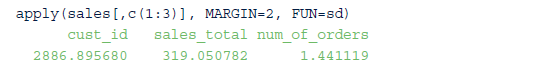 apply(sales[,c(1:3)], MARGIN=2, FUN=sd)
cust_id sales_total num_of_orders
2886.895680 319.050782 1.441119